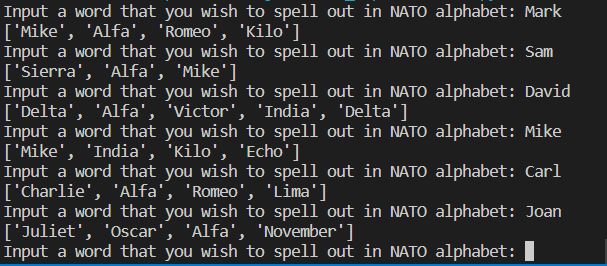 Input a word that you wish to spell out in NATO alphabet: Mark
['Mike', 'Alfa', 'Romeo', 'Kilo']
Input a word that you wish to spell out in NATO alphabet: Sam
['Sierra', 'Alfa', 'Mike']
Input a word that you wish to spell out in NATO alphabet: David
['Delta', 'Alfa', 'Victor', 'India', 'Delta']
Input a word that you wish to spell out in NATO alphabet: Mike
['Mike', 'India', 'Kilo', 'Echo']
Input a word that you wish to spell out in NATO alphabet: Carl
['Charlie', 'Alfa', 'Romeo', 'Lima']
Input a word that you wish to spell out in NATO alphabet: Joan
['Juliet', 'Oscar', 'Alfa', 'November']
Input a word that you wish to spell out in NATO alphabet: